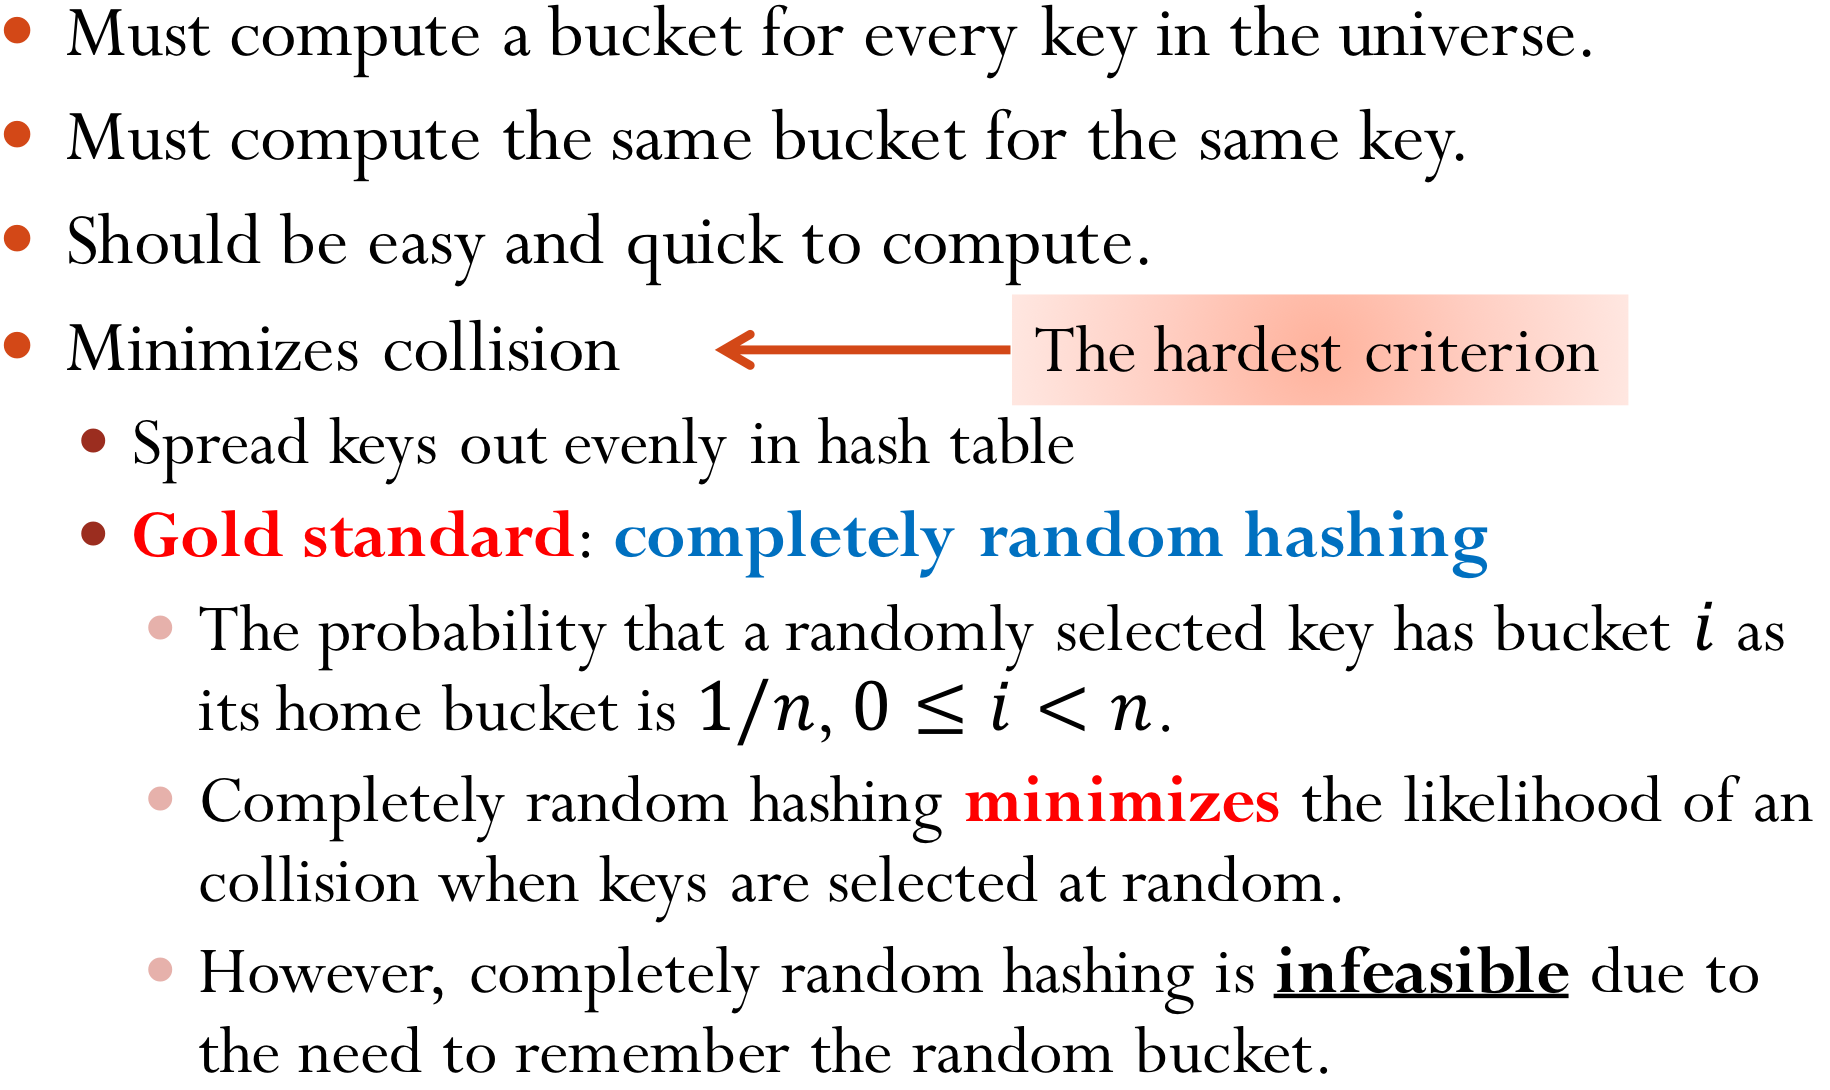 • Must compute a bucket for every key in the universe.
• Must compute the same bucket for the same key.
• Should be easy and quick to compute.
• Minimizes collision The hardest criterion
• Spread keys out evenly in hash table
• Gold standard: completely random hashing
• The probability that a randomly selected key has bucket i as
its home bucket is 1/n, 0 ≤ i < n.
• Completely random hashing minimizes the likelihood of an
collision when keys are selected at random.
• However, completely random hashing is infeasible due to
the need to remember the random bucket.